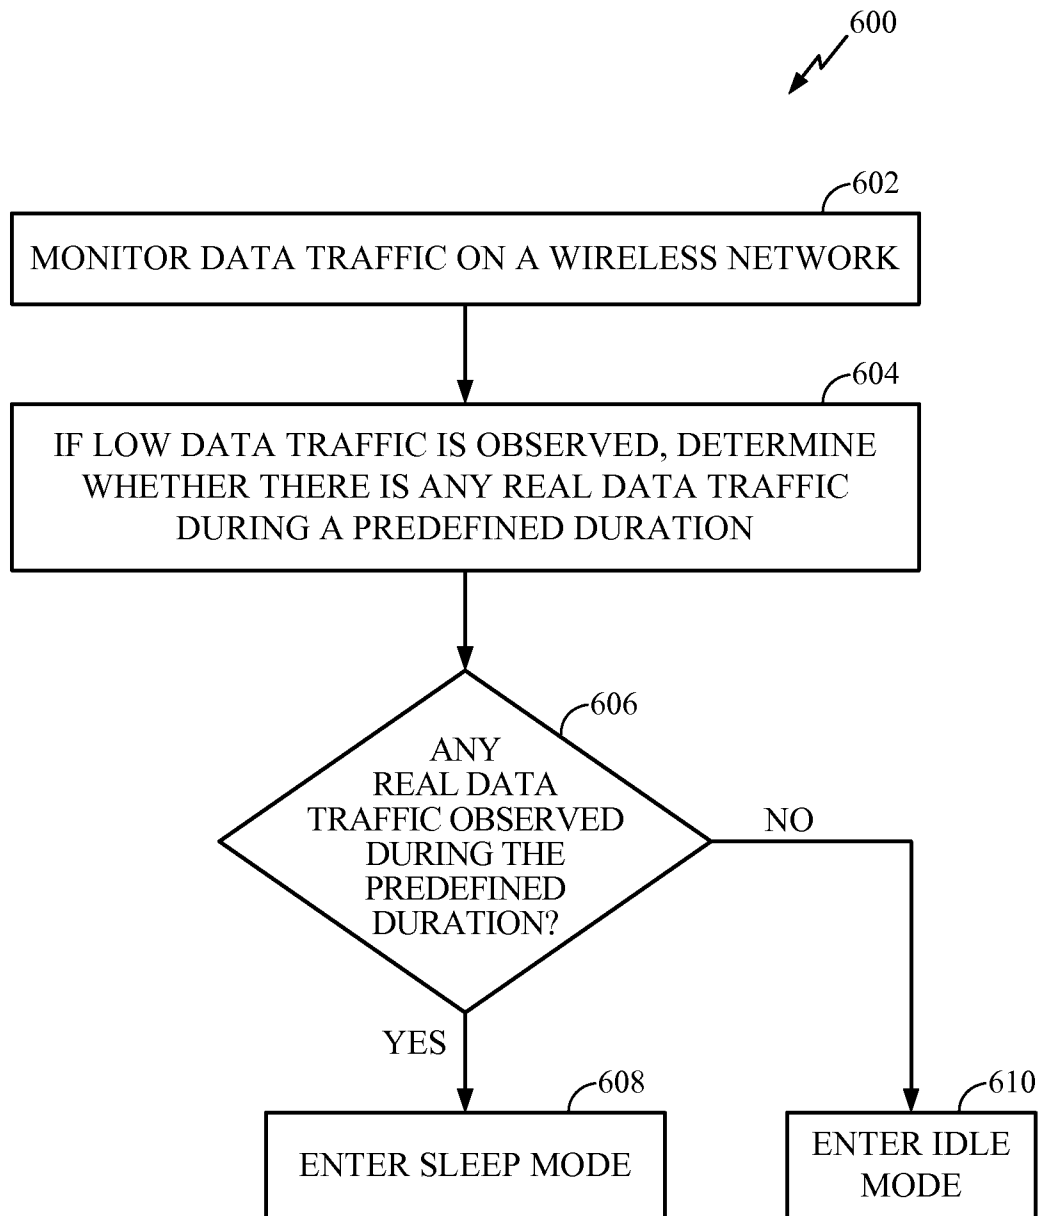 600
602
MONITOR DATA TRAFFIC ON A WIRELESS NETWORK
604
IF LOW DATA TRAFFIC IS OBSERVED, DETERMINE
WHETHER THERE IS ANY REAL DATA TRAFFIC
DURING A PREDEFINED DURATION
606
ANY
REAL DATA
TRAFFIC OBSERVED
DURING THE
PREDEFINED
DURATION?
NO
YES
608
ENTER SLEEP MODE
610
ENTER IDLE
MODE